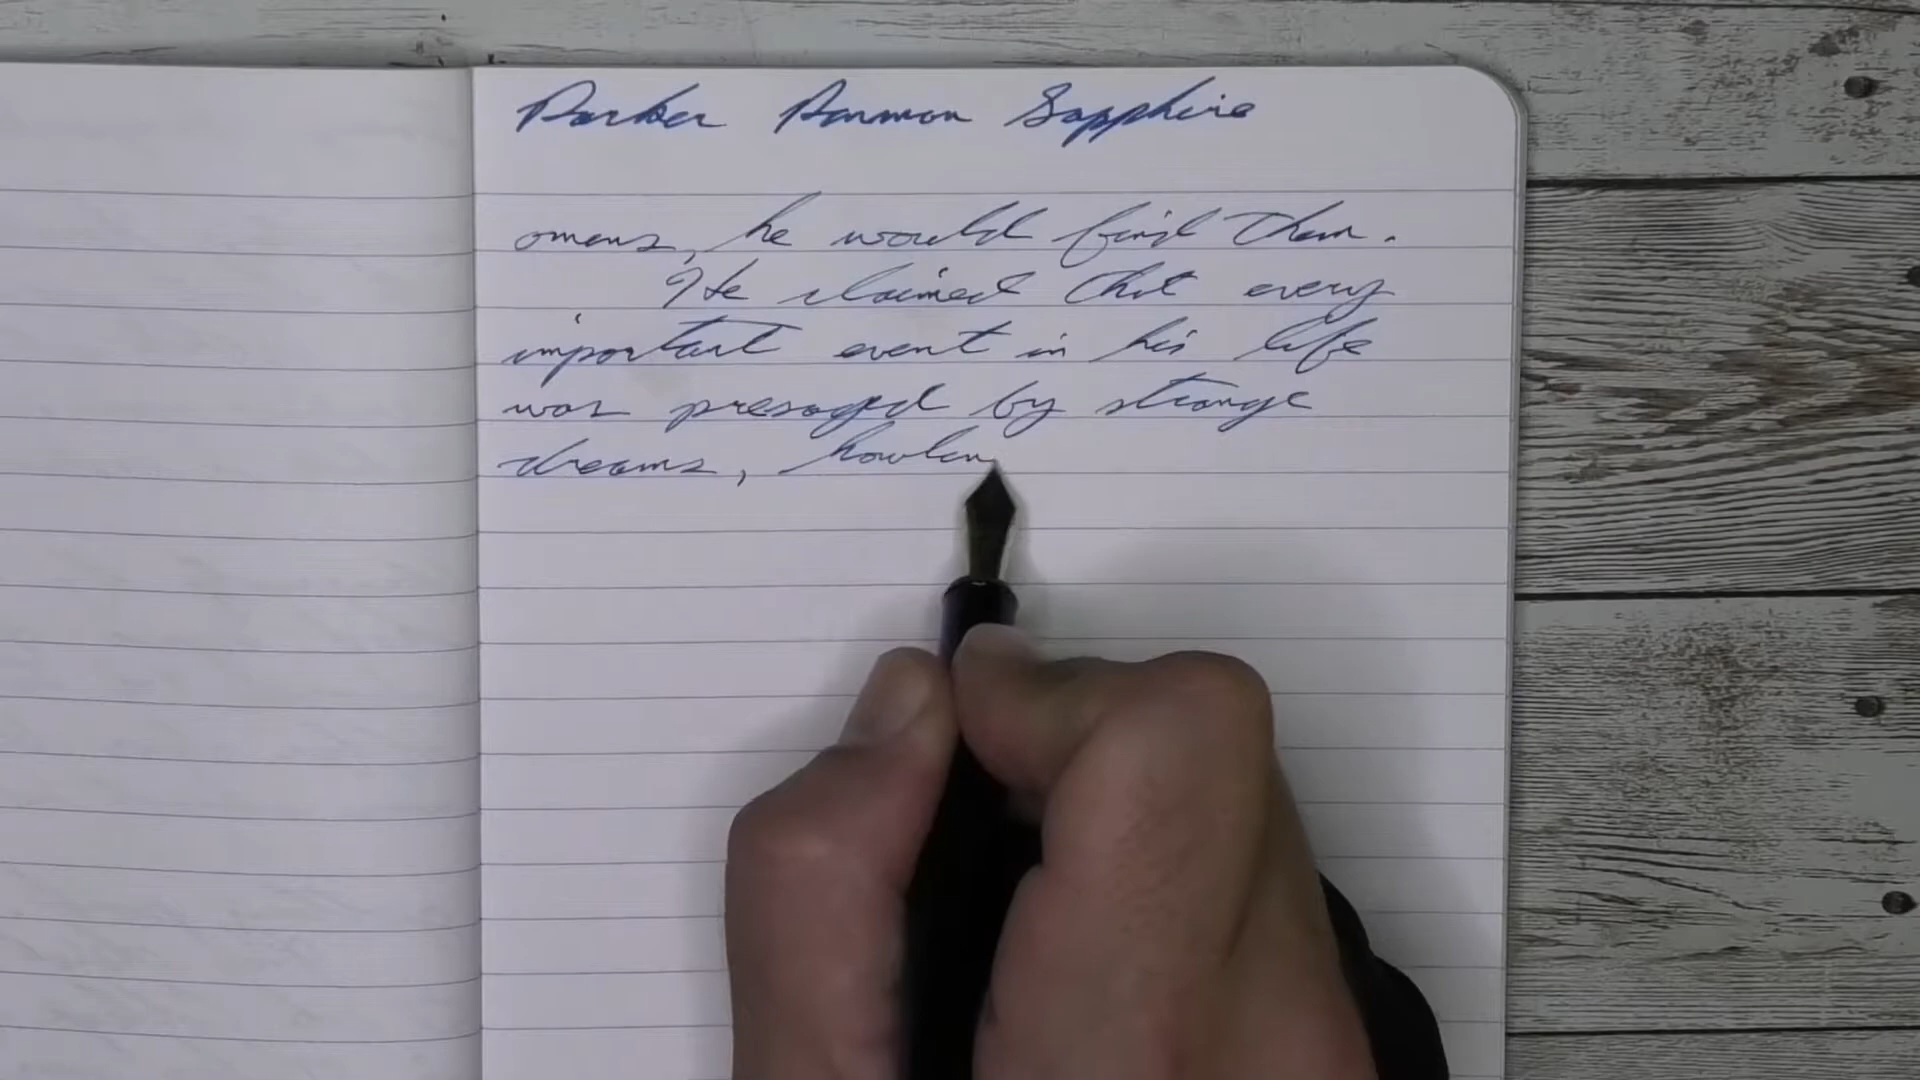 Parker Penman Sapphire
omens, he would find them.
He claimed that every
important event in his life
was presaged by strange
dreams, howlin